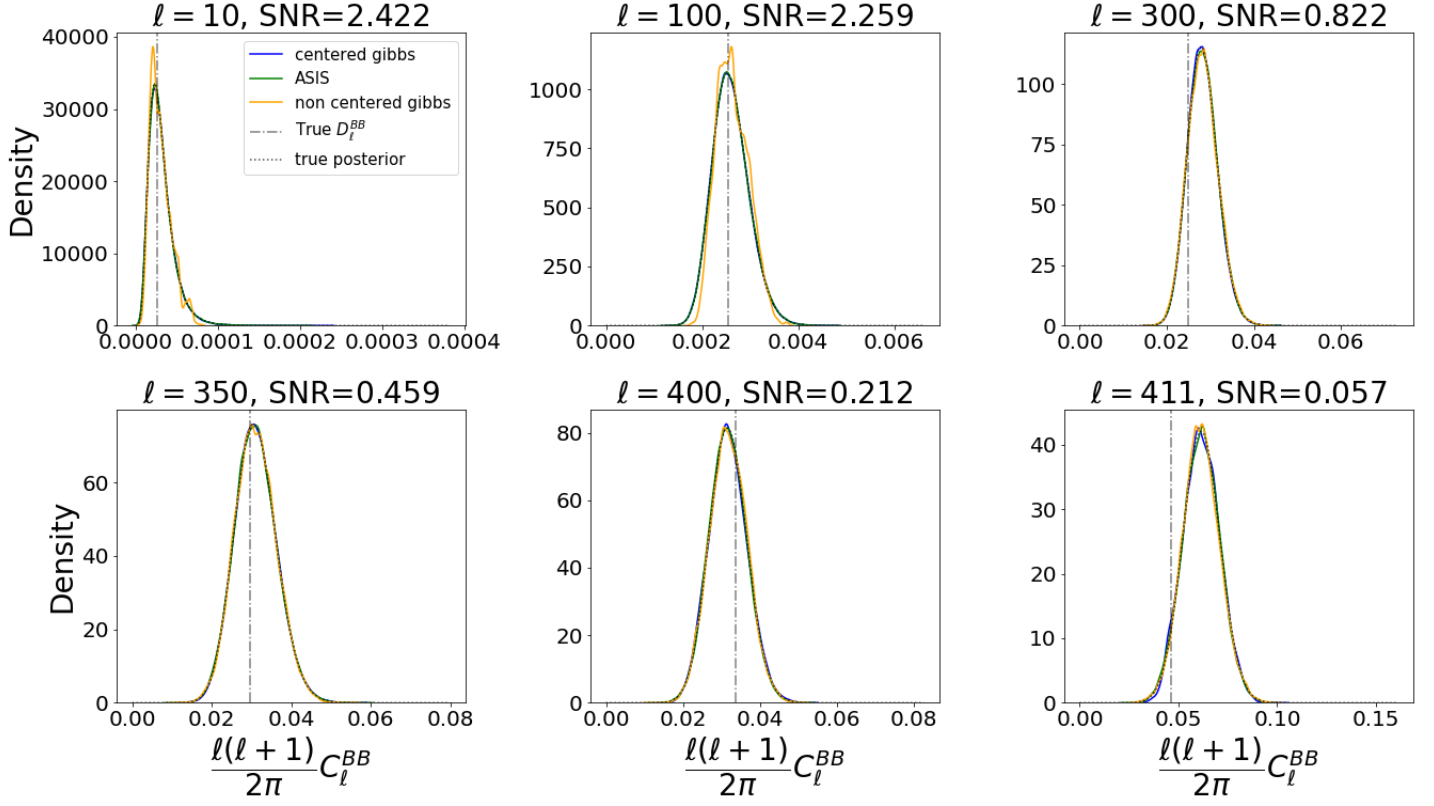 ℓ = 10, SNR=2.422
40000
30000
20000
10000
0
Density
0.0000 0.0001 0.0002 0.0003 0.0004
centered gibbs
ASIS
non centered gibbs
True D_ℓ^{BB}
true posterior
ℓ = 100, SNR=2.259
1000
750
500
250
0
0.000 0.002 0.004 0.006
ℓ = 300, SNR=0.822
100
75
50
25
0
0.00 0.02 0.04 0.06
ℓ = 350, SNR=0.459
60
40
20
0
Density
0.00 0.02 0.04 0.06 0.08
ℓ(ℓ + 1)/2π C_ℓ^{BB}
ℓ = 400, SNR=0.212
80
60
40
20
0
0.00 0.02 0.04 0.06 0.08
ℓ(ℓ + 1)/2π C_ℓ^{BB}
ℓ = 411, SNR=0.057
40
30
20
10
0
0.00 0.05 0.10 0.15
ℓ(ℓ + 1)/2π C_ℓ^{BB}